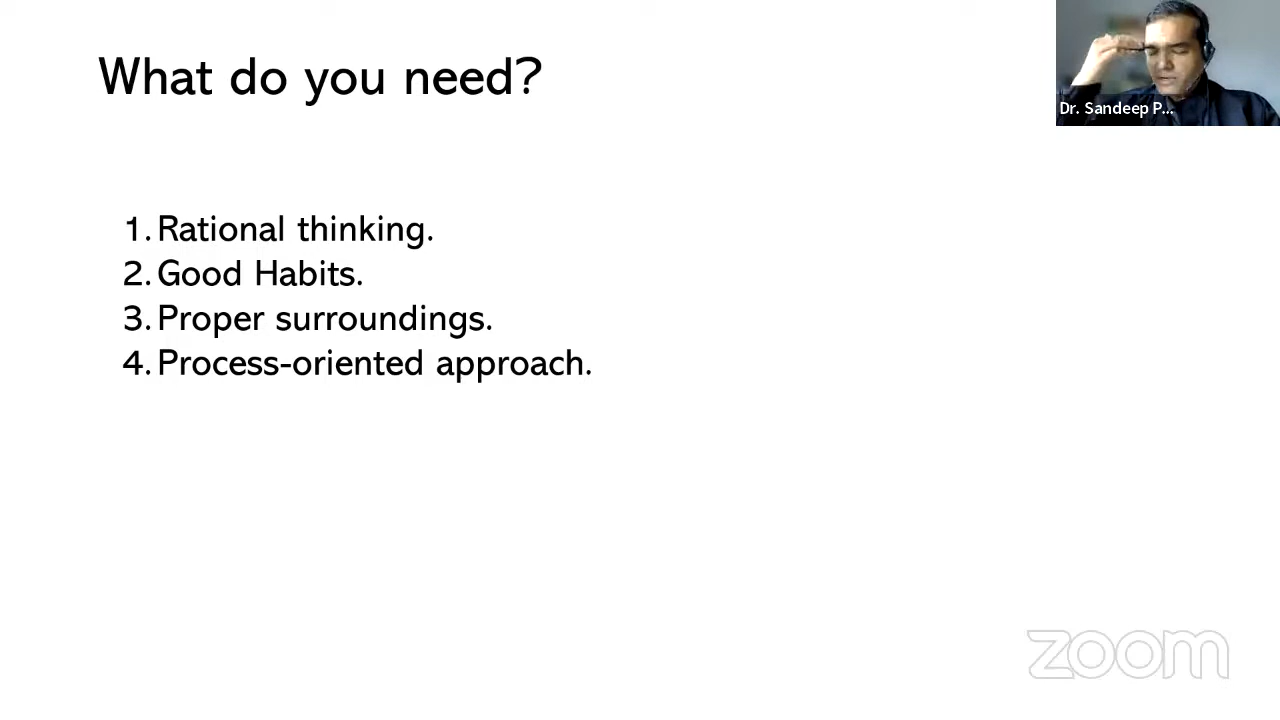 What do you need?
Dr. Sandeep P...
1. Rational thinking.
2. Good Habits.
3. Proper surroundings.
4. Process-oriented approach.
zoom